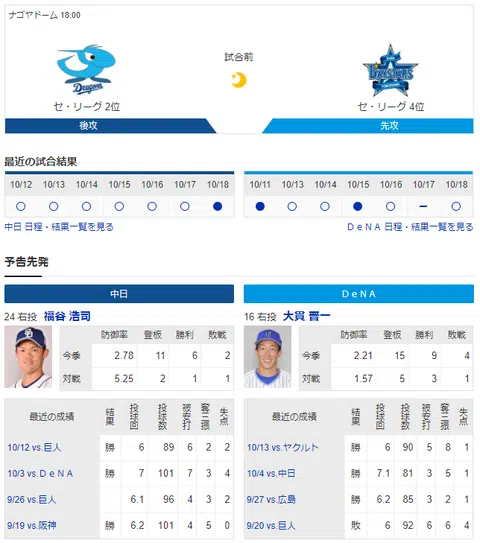 ナゴヤドーム 18:00
試合前
Dragons
BAYSTARS
セ・リーグ 2位
セ・リーグ 4位
後攻
先攻
最近の試合結果
10/12 10/13 10/14 10/15 10/16 10/17 10/18
○ ○ ○ ○ ○ ○ ●
10/11 10/13 10/14 10/15 10/16 10/17 10/18
● ○ ○ ● ○ － ○
中日 日程・結果一覧を見る
ＤｅＮＡ 日程・結果一覧を見る
予告先発
中日
24 右投 福谷 浩司
防御率 登板 勝利 敗戦
今季 2.78 11 6 2
対戦 5.25 2 1 1
最近の成績 結果 投球回 投球数 被安打 奪三振 失点
10/12 vs.巨人 勝 6 89 6 2 2
10/3 vs.ＤｅＮＡ 勝 7 101 7 3 4
9/26 vs.巨人 6.1 96 4 3 2
9/19 vs.阪神 勝 6.2 101 4 5 0
ＤｅＮＡ
16 右投 大貫 晋一
防御率 登板 勝利 敗戦
今季 2.21 15 9 4
対戦 1.57 5 3 1
最近の成績 結果 投球回 投球数 被安打 奪三振 失点
10/13 vs.ヤクルト 勝 6 90 5 8 1
10/4 vs.中日 勝 7.1 81 3 5 1
9/27 vs.広島 勝 6.2 85 3 2 1
9/20 vs.巨人 敗 6 92 6 6 4